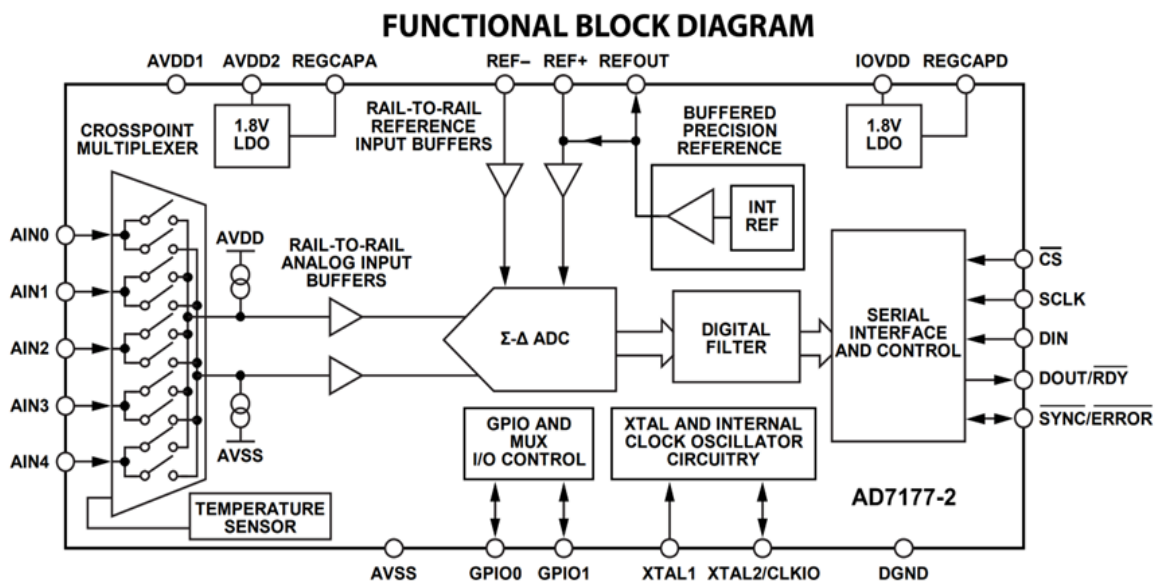 FUNCTIONAL BLOCK DIAGRAM
AVDD1
AVDD2
REGCAPA
REF–
REF+
REFOUT
IOVDD
REGCAPD
1.8V
LDO
CROSSPOINT
MULTIPLEXER
RAIL-TO-RAIL
REFERENCE
INPUT BUFFERS
BUFFERED
PRECISION
REFERENCE
INT
REF
1.8V
LDO
AIN0
AIN1
AIN2
AIN3
AIN4
AVDD
RAIL-TO-RAIL
ANALOG INPUT
BUFFERS
AVSS
Σ-Δ ADC
DIGITAL
FILTER
SERIAL
INTERFACE
AND CONTROL
CS
SCLK
DIN
DOUT/RDY
SYNC/ERROR
GPIO AND
MUX
I/O CONTROL
XTAL AND INTERNAL
CLOCK OSCILLATOR
CIRCUITRY
TEMPERATURE
SENSOR
AD7177-2
AVSS
GPIO0
GPIO1
XTAL1
XTAL2/CLKIO
DGND